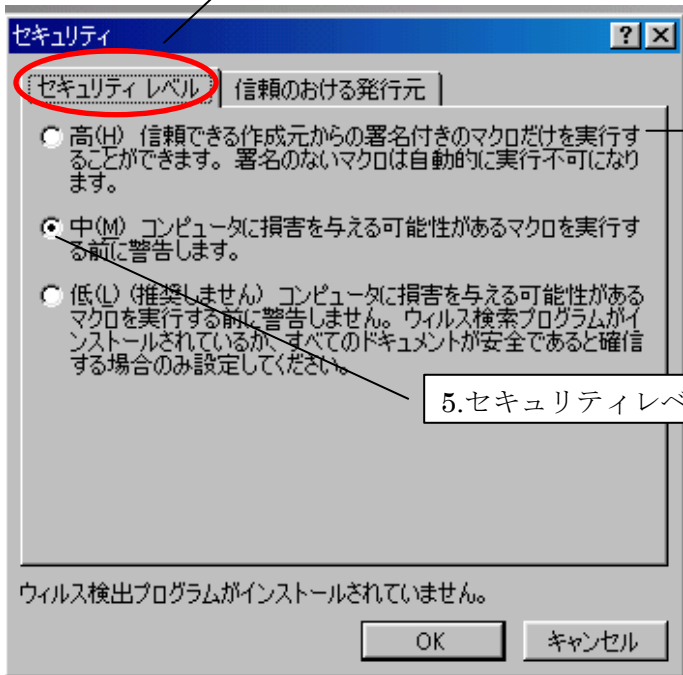 セキュリティ
セキュリティ レベル 信頼のおける発行元
高(H) 信頼できる作成元からの署名付きのマクロだけを実行す
ることができます。署名のないマクロは自動的に実行不可になり
ます。
中(M) コンピュータに損害を与える可能性があるマクロを実行す
る前に警告します。
低(L) (推奨しません) コンピュータに損害を与える可能性がある
マクロを実行する前に警告しません。ウィルス検索プログラムがイ
ンストールされているか、すべてのドキュメントが安全であると確信
する場合のみ設定してください。
5.セキュリティレベ
ウィルス検出プログラムがインストールされていません。
OK キャンセル